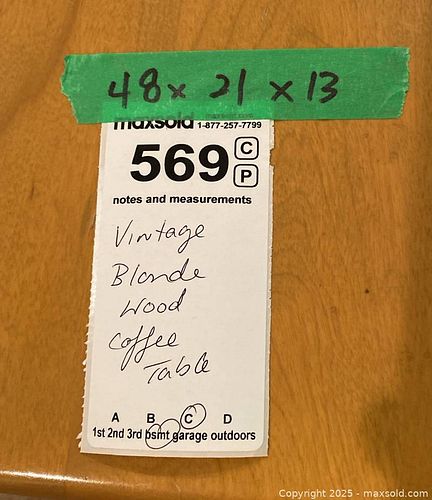 48 x 21 x 13
maxsold 1-877-257-7799
569 C
P
notes and measurements
Vintage
Blonde
Wood
Coffee
Table
A B C D
1st 2nd 3rd bsmt garage outdoors
Copyright 2025 - maxsold.com